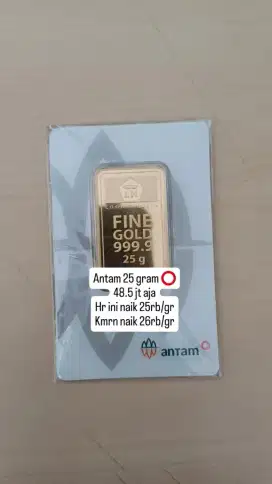 FINE
GOLD
999.9
25 g
Antam 25 gram ⭕
48.5 jt aja
Hr ini naik 25rb/gr
Kmrn naik 26rb/gr
antam